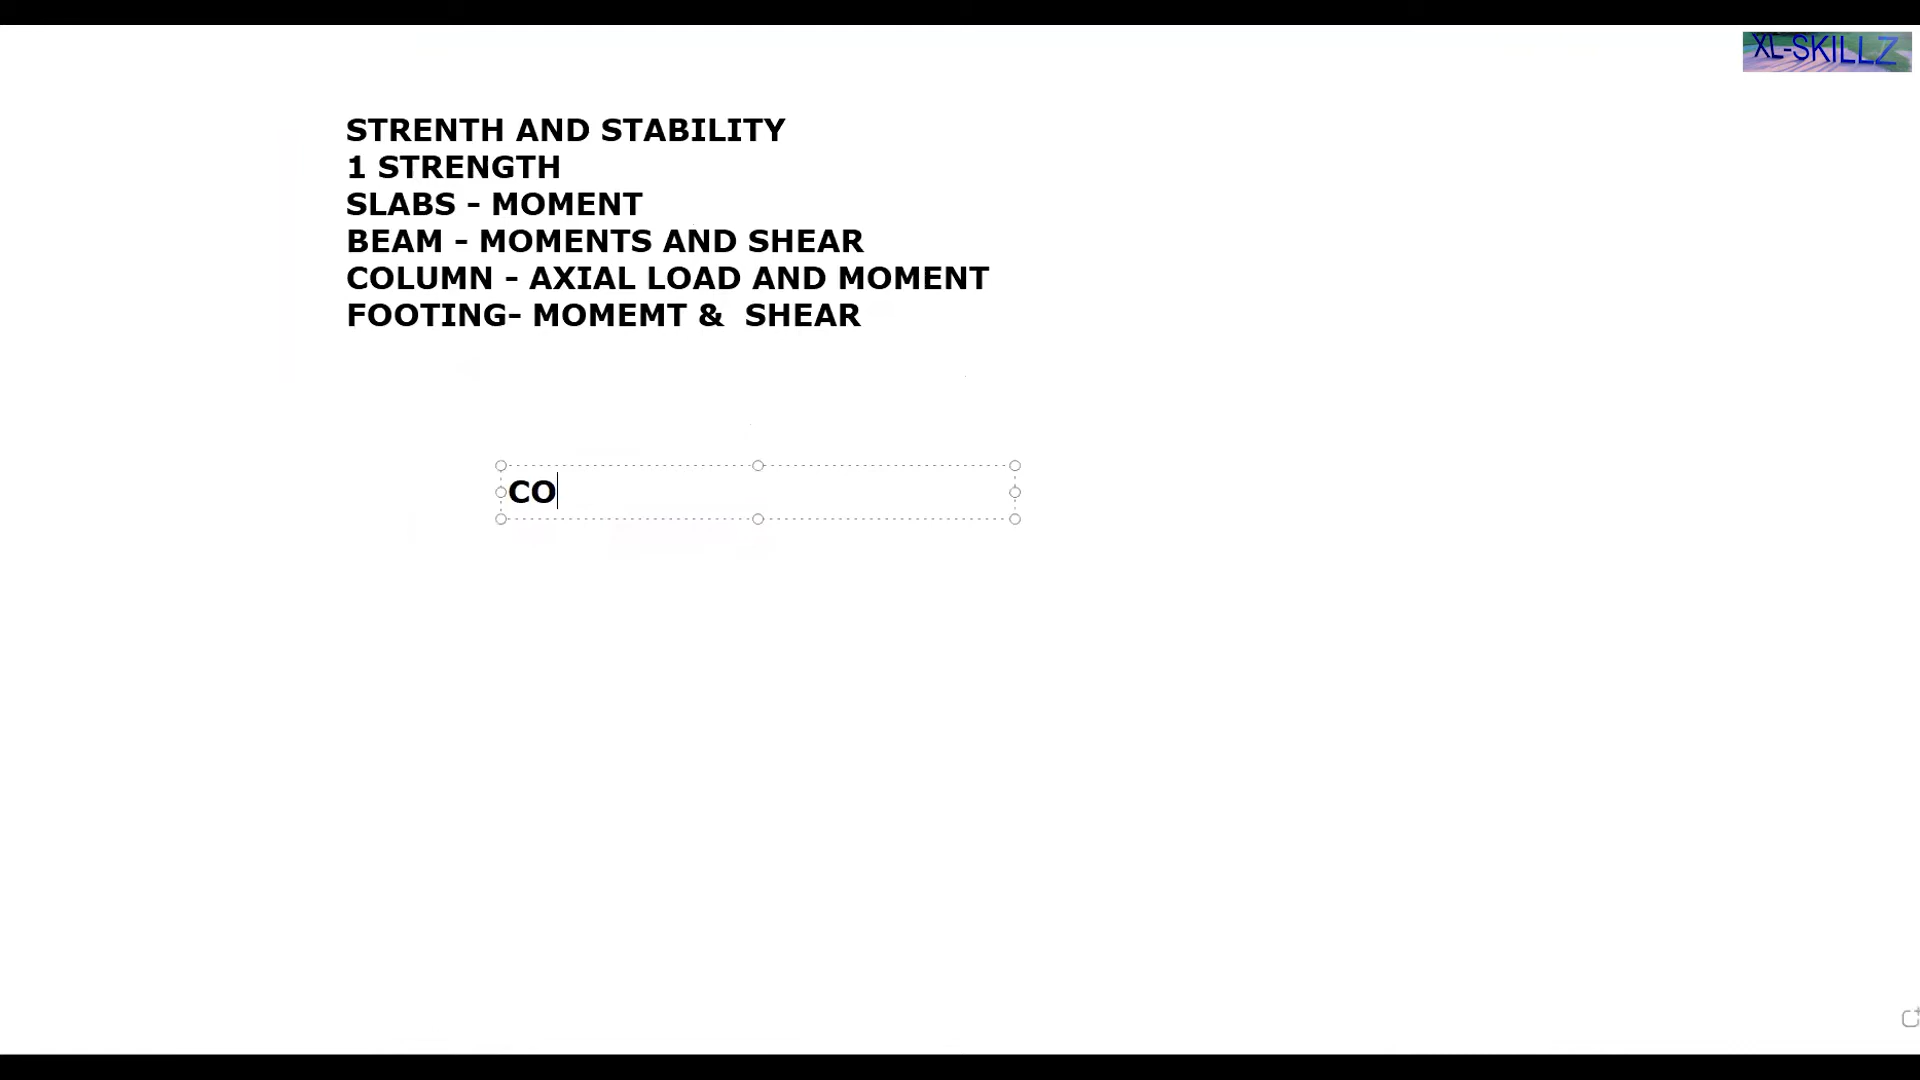 XL-SKILLZ
STRENTH AND STABILITY
1 STRENGTH
SLABS - MOMENT
BEAM - MOMENTS AND SHEAR
COLUMN - AXIAL LOAD AND MOMENT
FOOTING- MOMEMT &  SHEAR
CO